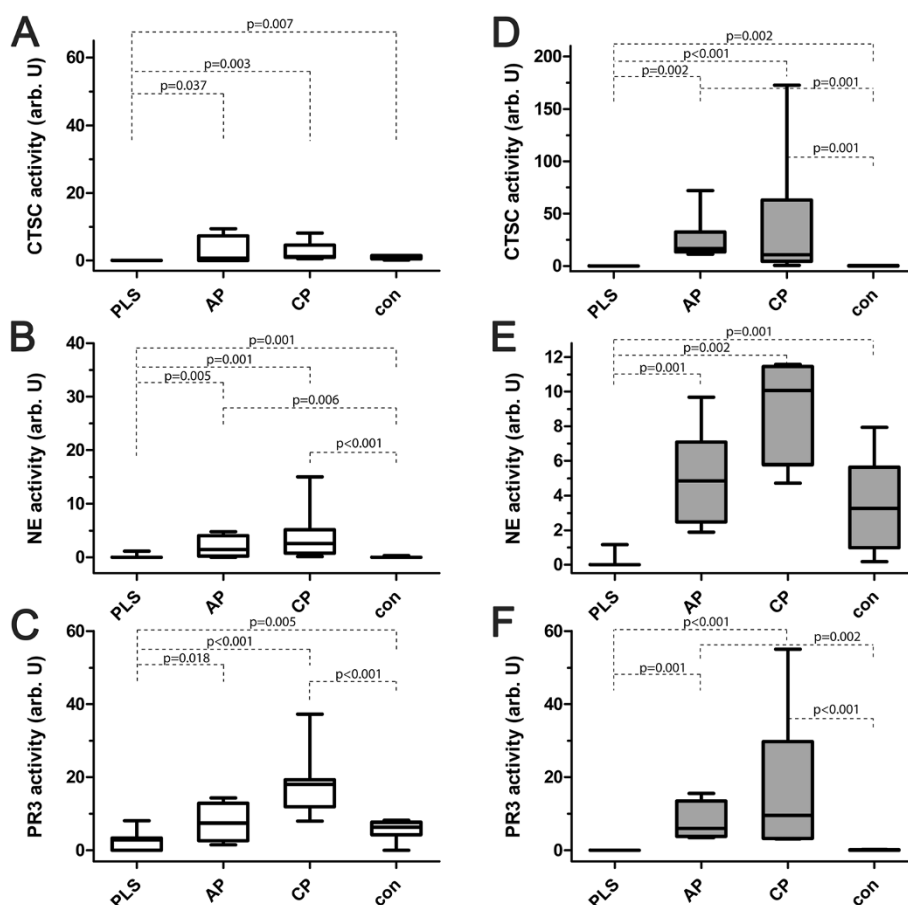 A
CTSC activity (arb. U)
60
40
20
0
p=0.007
p=0.003
p=0.037
PLS
AP
CP
con
D
CTSC activity (arb. U)
200
150
100
50
25
0
p=0.002
p<0.001
p=0.002
p=0.001
p=0.001
PLS
AP
CP
con
B
NE activity (arb. U)
40
30
20
10
5
0
p=0.001
p=0.001
p=0.005
p=0.006
p<0.001
PLS
AP
CP
con
E
NE activity (arb. U)
12
10
8
6
4
2
0
p=0.001
p=0.002
p=0.001
PLS
AP
CP
con
C
PR3 activity (arb. U)
60
40
20
10
0
p=0.005
p<0.001
p=0.018
p<0.001
PLS
AP
CP
con
F
PR3 activity (arb. U)
60
40
20
10
0
p<0.001
p=0.002
p=0.001
p<0.001
PLS
AP
CP
con